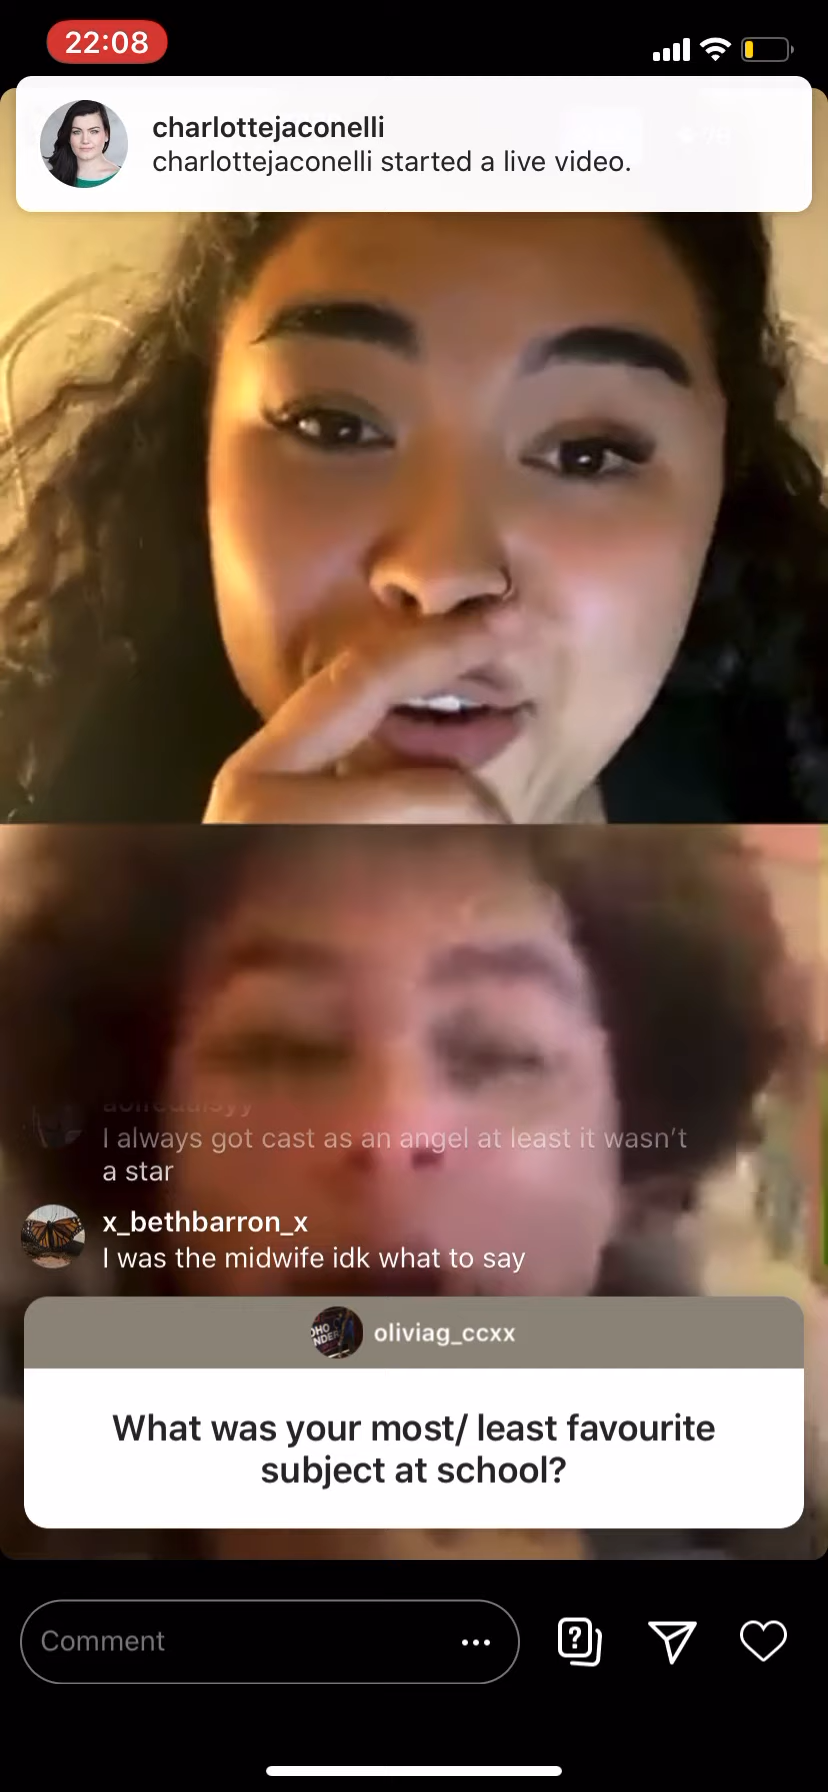 22:08
charlottejaconelli
charlottejaconelli started a live video.
I always got cast as an angel at least it wasn't
a star
x_bethbarron_x
I was the midwife idk what to say
oliviag_ccxx
What was your most/ least favourite
subject at school?
Comment